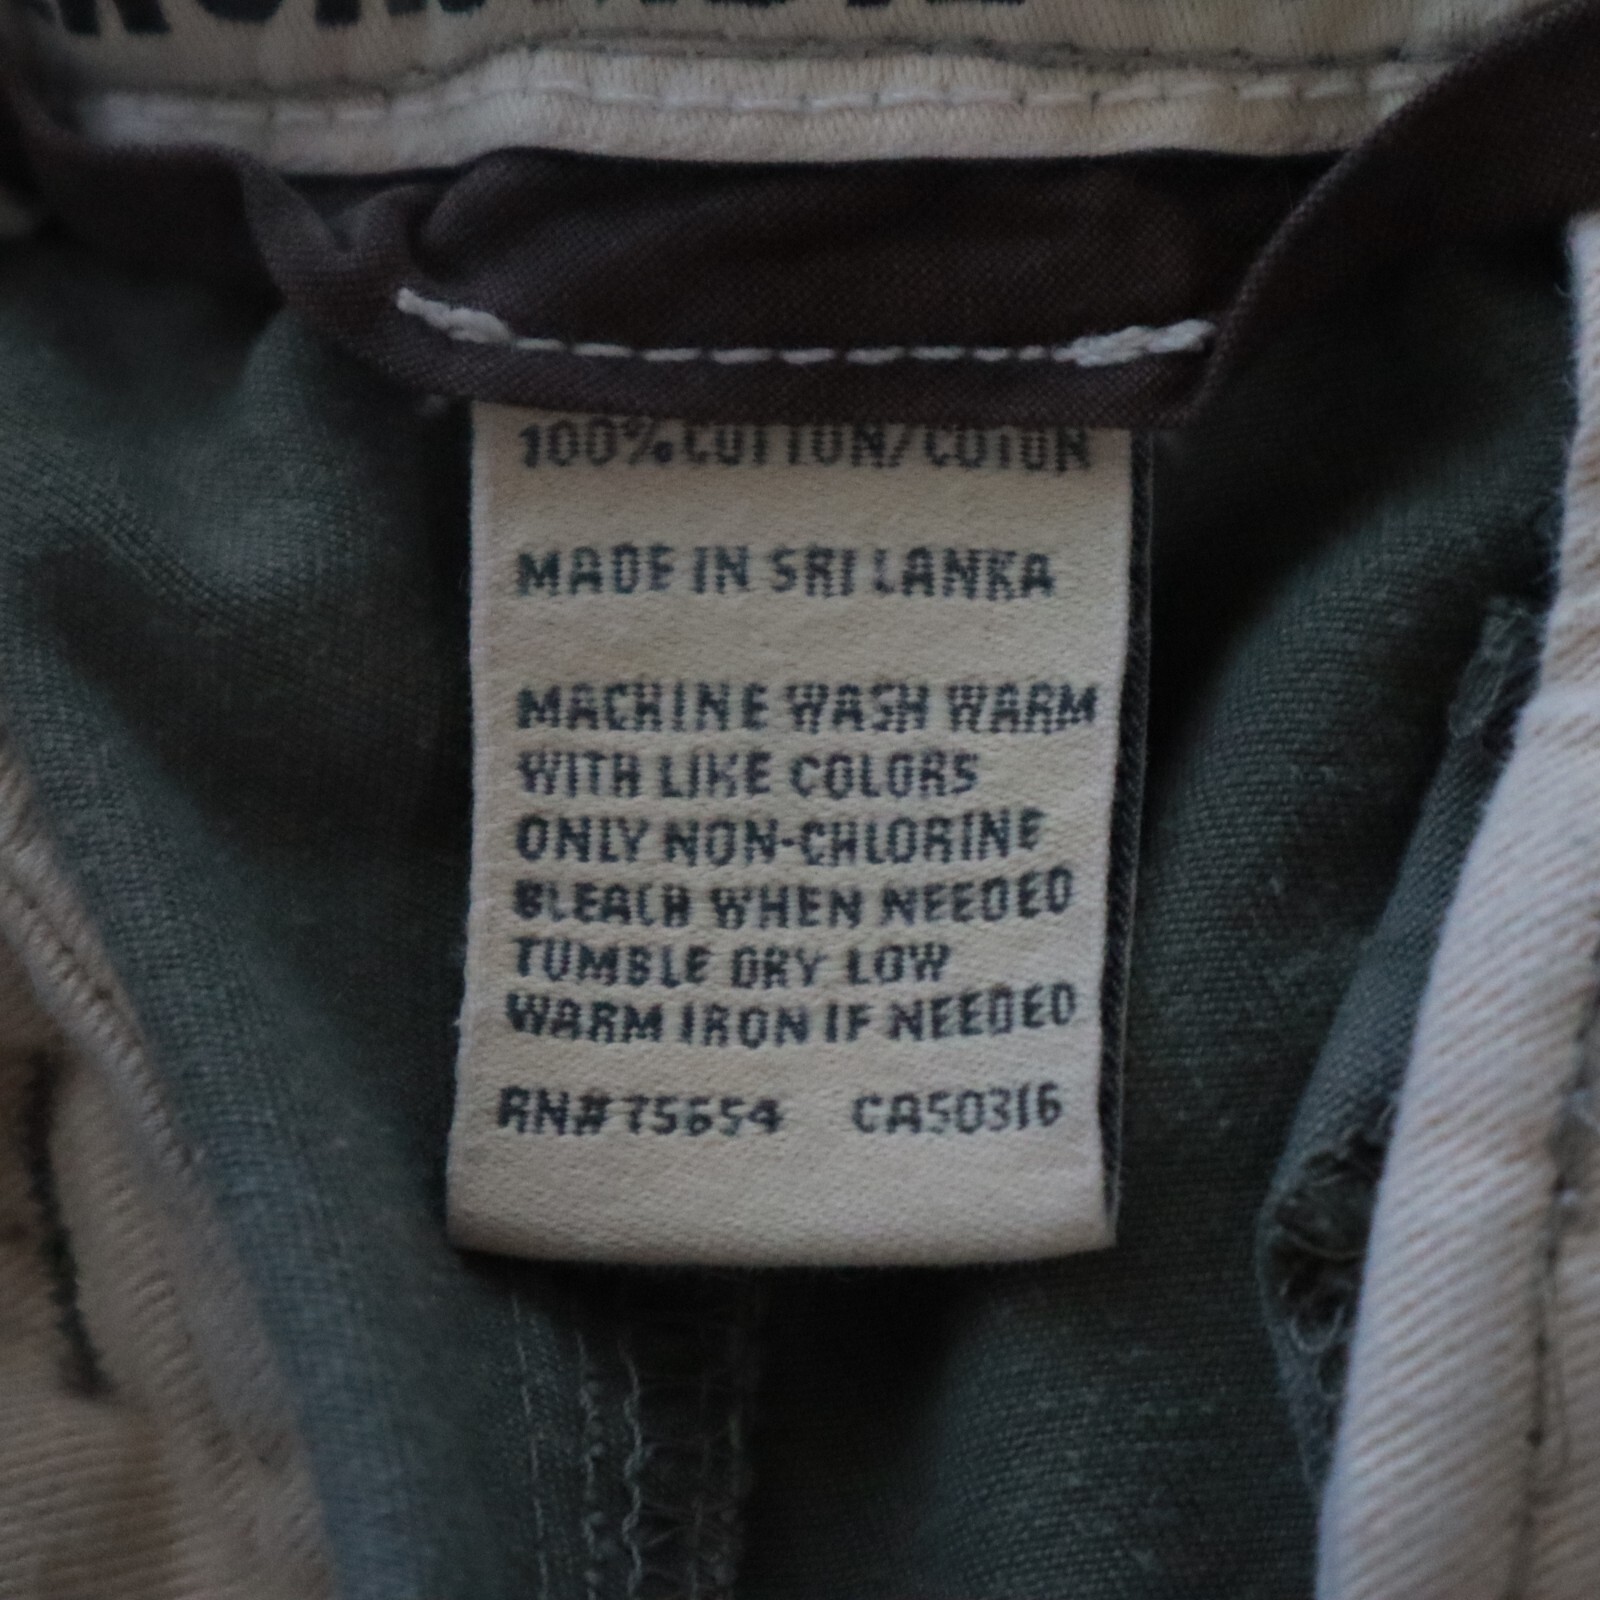 100% COTTON/COTON
MADE IN SRI LANKA
MACHINE WASH WARM
WITH LIKE COLORS
ONLY NON-CHLORINE
BLEACH WHEN NEEDED
TUMBLE DRY LOW
WARM IRON IF NEEDED
RN# 75654 CA50316